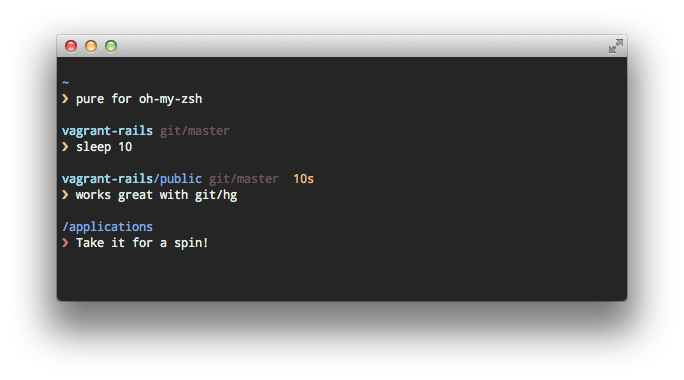 ~
❯ pure for oh-my-zsh
vagrant-rails git/master
❯ sleep 10
vagrant-rails/public git/master 10s
❯ works great with git/hg
/applications
❯ Take it for a spin!